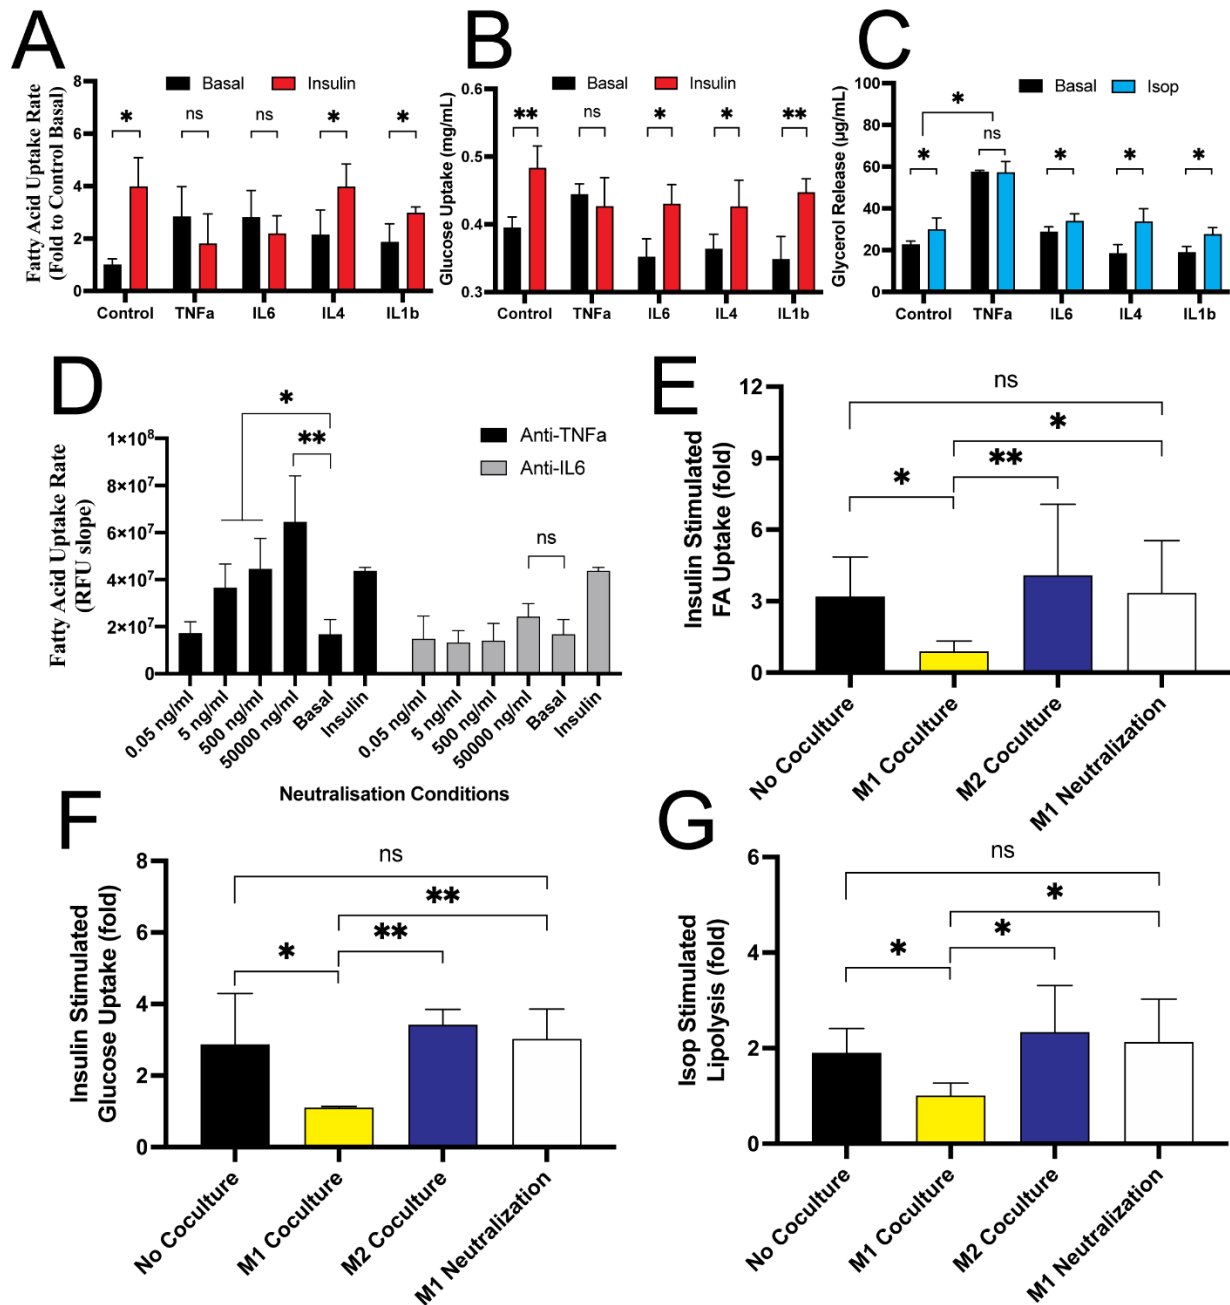 A
Fatty Acid Uptake Rate
(Fold to Control Basal)
8
6
4
2
0
Basal Insulin
* ns ns * *
Control TNFa IL6 IL4 IL1b
B
Glucose Uptake (mg/mL)
0.6
0.5
0.4
0.3
Basal Insulin
** ns * * **
Control TNFa IL6 IL4 IL1b
C
Glycerol Release (µg/mL)
100
80
60
40
20
0
Basal Isop
*
* ns * * *
Control TNFa IL6 IL4 IL1b
D
Fatty Acid Uptake Rate
(RFU slope)
1×10⁸
8×10⁷
6×10⁷
4×10⁷
2×10⁷
0
Anti-TNFa
Anti-IL6
*
**
ns
0.05 ng/ml 5 ng/ml 500 ng/ml 50000 ng/ml Basal Insulin 0.05 ng/ml 5 ng/ml 500 ng/ml 50000 ng/ml Basal Insulin
Neutralisation Conditions
E
Insulin Stimulated
FA Uptake (fold)
12
9
6
3
0
ns
*
**
*
No Coculture M1 Coculture M2 Coculture M1 Neutralization
F
Insulin Stimulated
Glucose Uptake (fold)
8
6
4
2
0
ns
**
**
*
No Coculture M1 Coculture M2 Coculture M1 Neutralization
G
Isop Stimulated
Lipolysis (fold)
6
4
2
0
ns
*
*
*
No Coculture M1 Coculture M2 Coculture M1 Neutralization